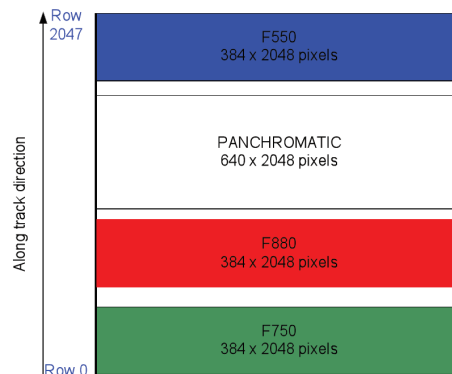 Row
2047
F550
384 x 2048 pixels
PANCHROMATIC
640 x 2048 pixels
Along track direction
F880
384 x 2048 pixels
F750
384 x 2048 pixels
Row 0